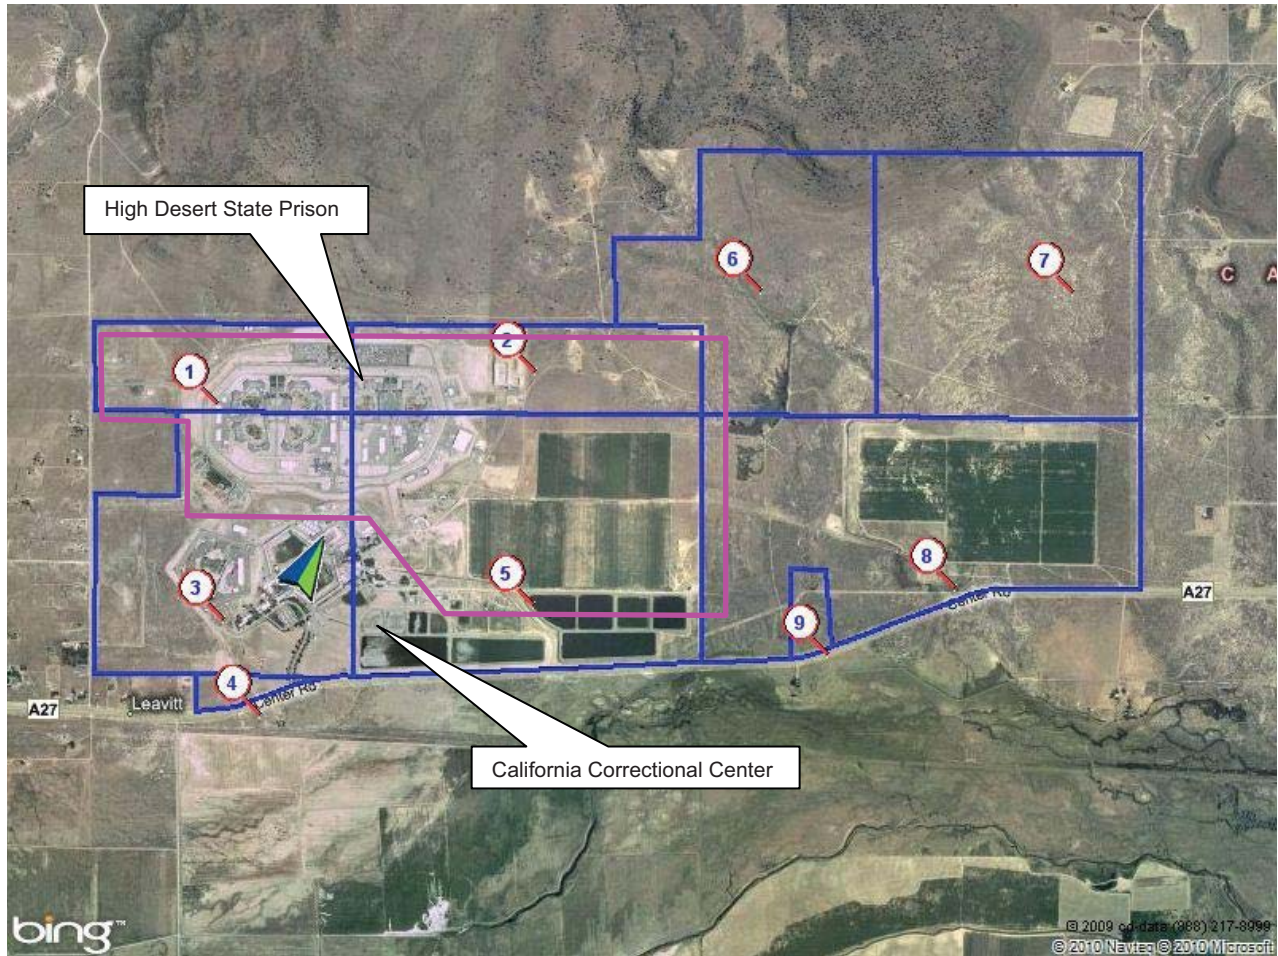 High Desert State Prison
6
7
C A
2
1
5
8
A27
Center Rd
3
9
4
Center Rd
Leavitt
A27
California Correctional Center
bing™
© 2009 cd-data (888) 217-8999
© 2010 Navteq © 2010 Microsoft